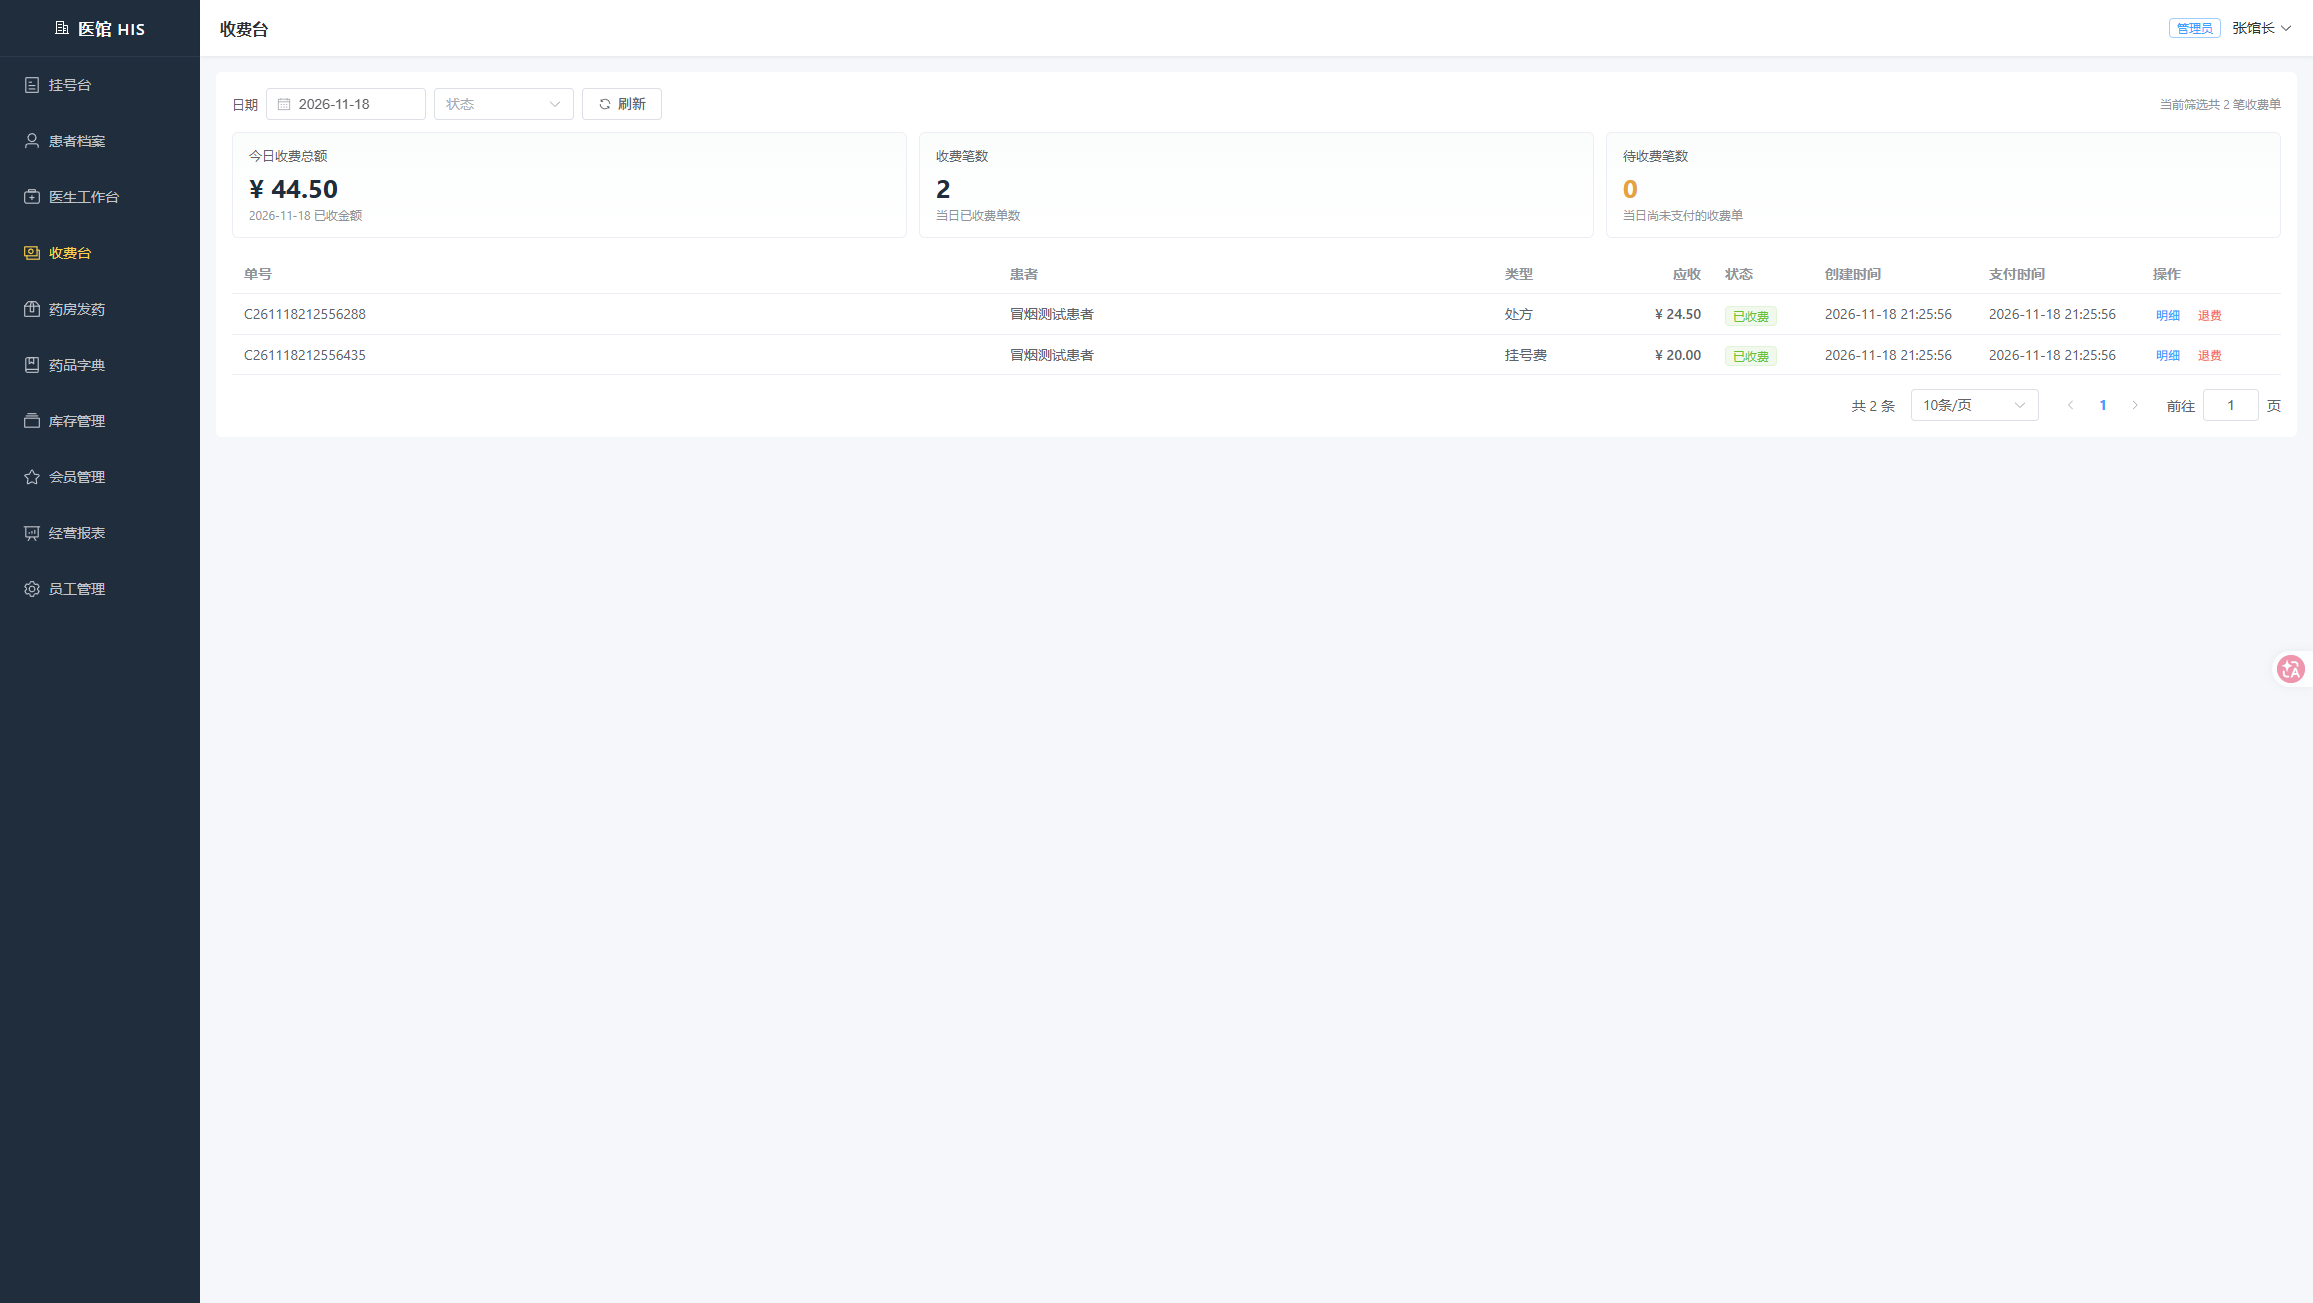 医馆 HIS
挂号台
患者档案
医生工作台
收费台
药房发药
药品字典
库存管理
会员管理
经营报表
员工管理
收费台
管理员 张馆长
日期 2026-11-18 状态 刷新 当前筛选共 2 笔收费单
今日收费总额
¥ 44.50
2026-11-18 已收金额
收费笔数
2
当日已收费单数
待收费笔数
0
当日尚未支付的收费单
单号 患者 类型 应收 状态 创建时间 支付时间 操作
C261118212556288 冒烟测试患者 处方 ¥ 24.50 已收费 2026-11-18 21:25:56 2026-11-18 21:25:56 明细 退费
C261118212556435 冒烟测试患者 挂号费 ¥ 20.00 已收费 2026-11-18 21:25:56 2026-11-18 21:25:56 明细 退费
共 2 条 10条/页 1 前往 1 页